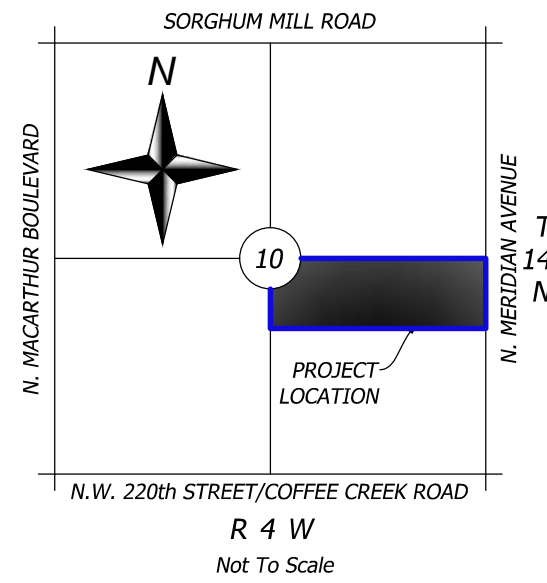 SORGHUM MILL ROAD
N
N. MACARTHUR BOULEVARD
N. MERIDIAN AVENUE
T
14
N
10
PROJECT
LOCATION
N.W. 220th STREET/COFFEE CREEK ROAD
R 4 W
Not To Scale